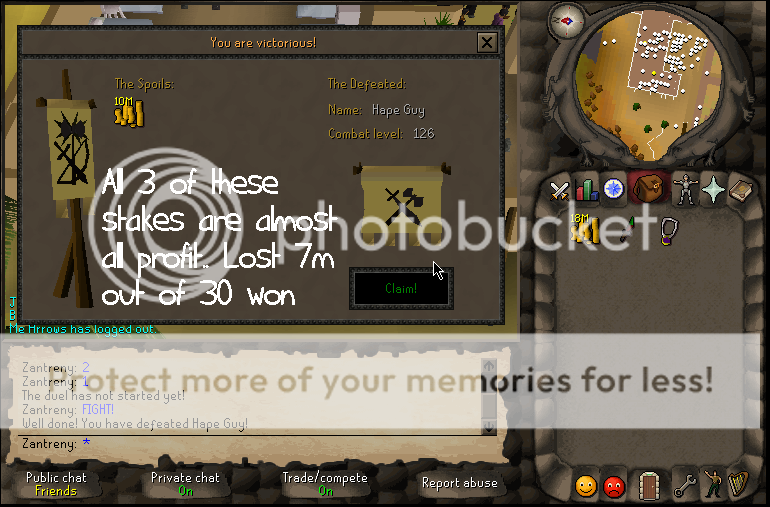 You are victorious!
The Spoils:
10M
The Defeated:
Name: Hape Guy
Combat level: 126
All 3 of these
stakes are almost
all profit.. Lost 7m
out of 30 won
Claim!
photobucket
18M
J
B
Me Arrows has logged out.
Protect more of your memories for less!
Zantreny: 2
Zantreny: 1
The duel has not started yet!
Zantreny: FIGHT!
Well done! You have defeated Hape Guy!
Zantreny: *
Public chat
Friends
Private chat
On
Trade/compete
On
Report abuse